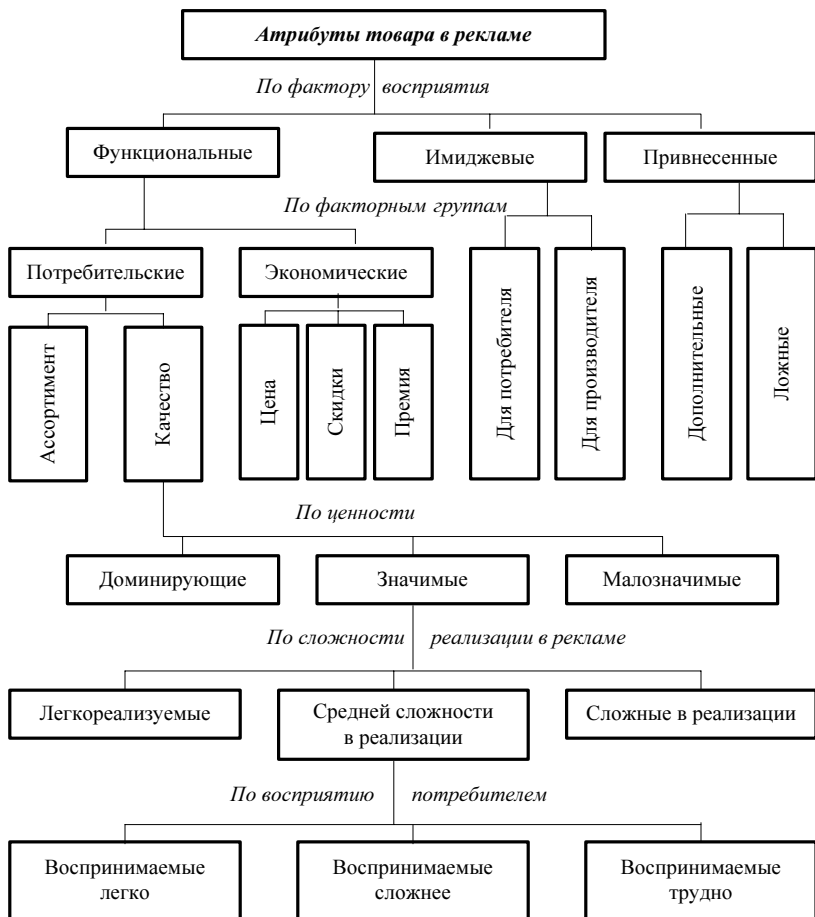 Атрибуты товара в рекламе
По фактору восприятия
Функциональные
Имиджевые
Привнесенные
По факторным группам
Потребительские
Экономические
Ассортимент
Качество
Цена
Скидки
Премия
Для потребителя
Для производителя
Дополнительные
Ложные
По ценности
Доминирующие
Значимые
Малозначимые
По сложности реализации в рекламе
Легкореализуемые
Средней сложности
в реализации
Сложные в реализации
По восприятию потребителем
Воспринимаемые
легко
Воспринимаемые
сложнее
Воспринимаемые
трудно